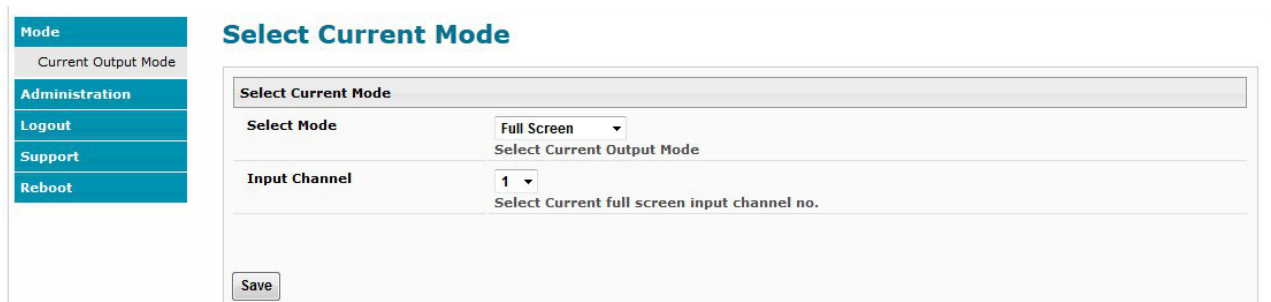 Mode
Current Output Mode
Administration
Logout
Support
Reboot
Select Current Mode
Select Current Mode
Select Mode
Full Screen
Select Current Output Mode
Input Channel
1
Select Current full screen input channel no.
Save